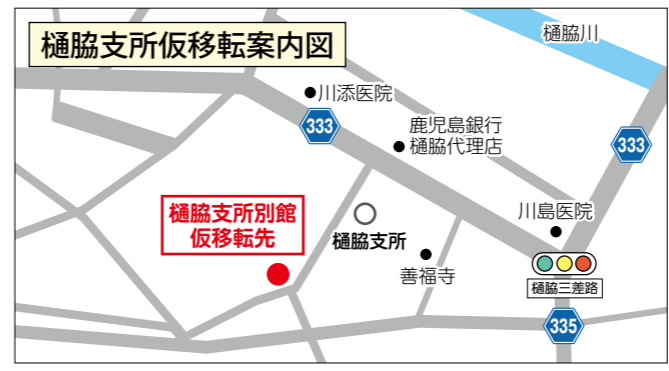 樋脇支所仮移転案内図
樋脇川
川添医院
333
鹿児島銀行
樋脇代理店
333
樋脇支所別館
仮移転先
樋脇支所
川島医院
善福寺
樋脇三差路
335